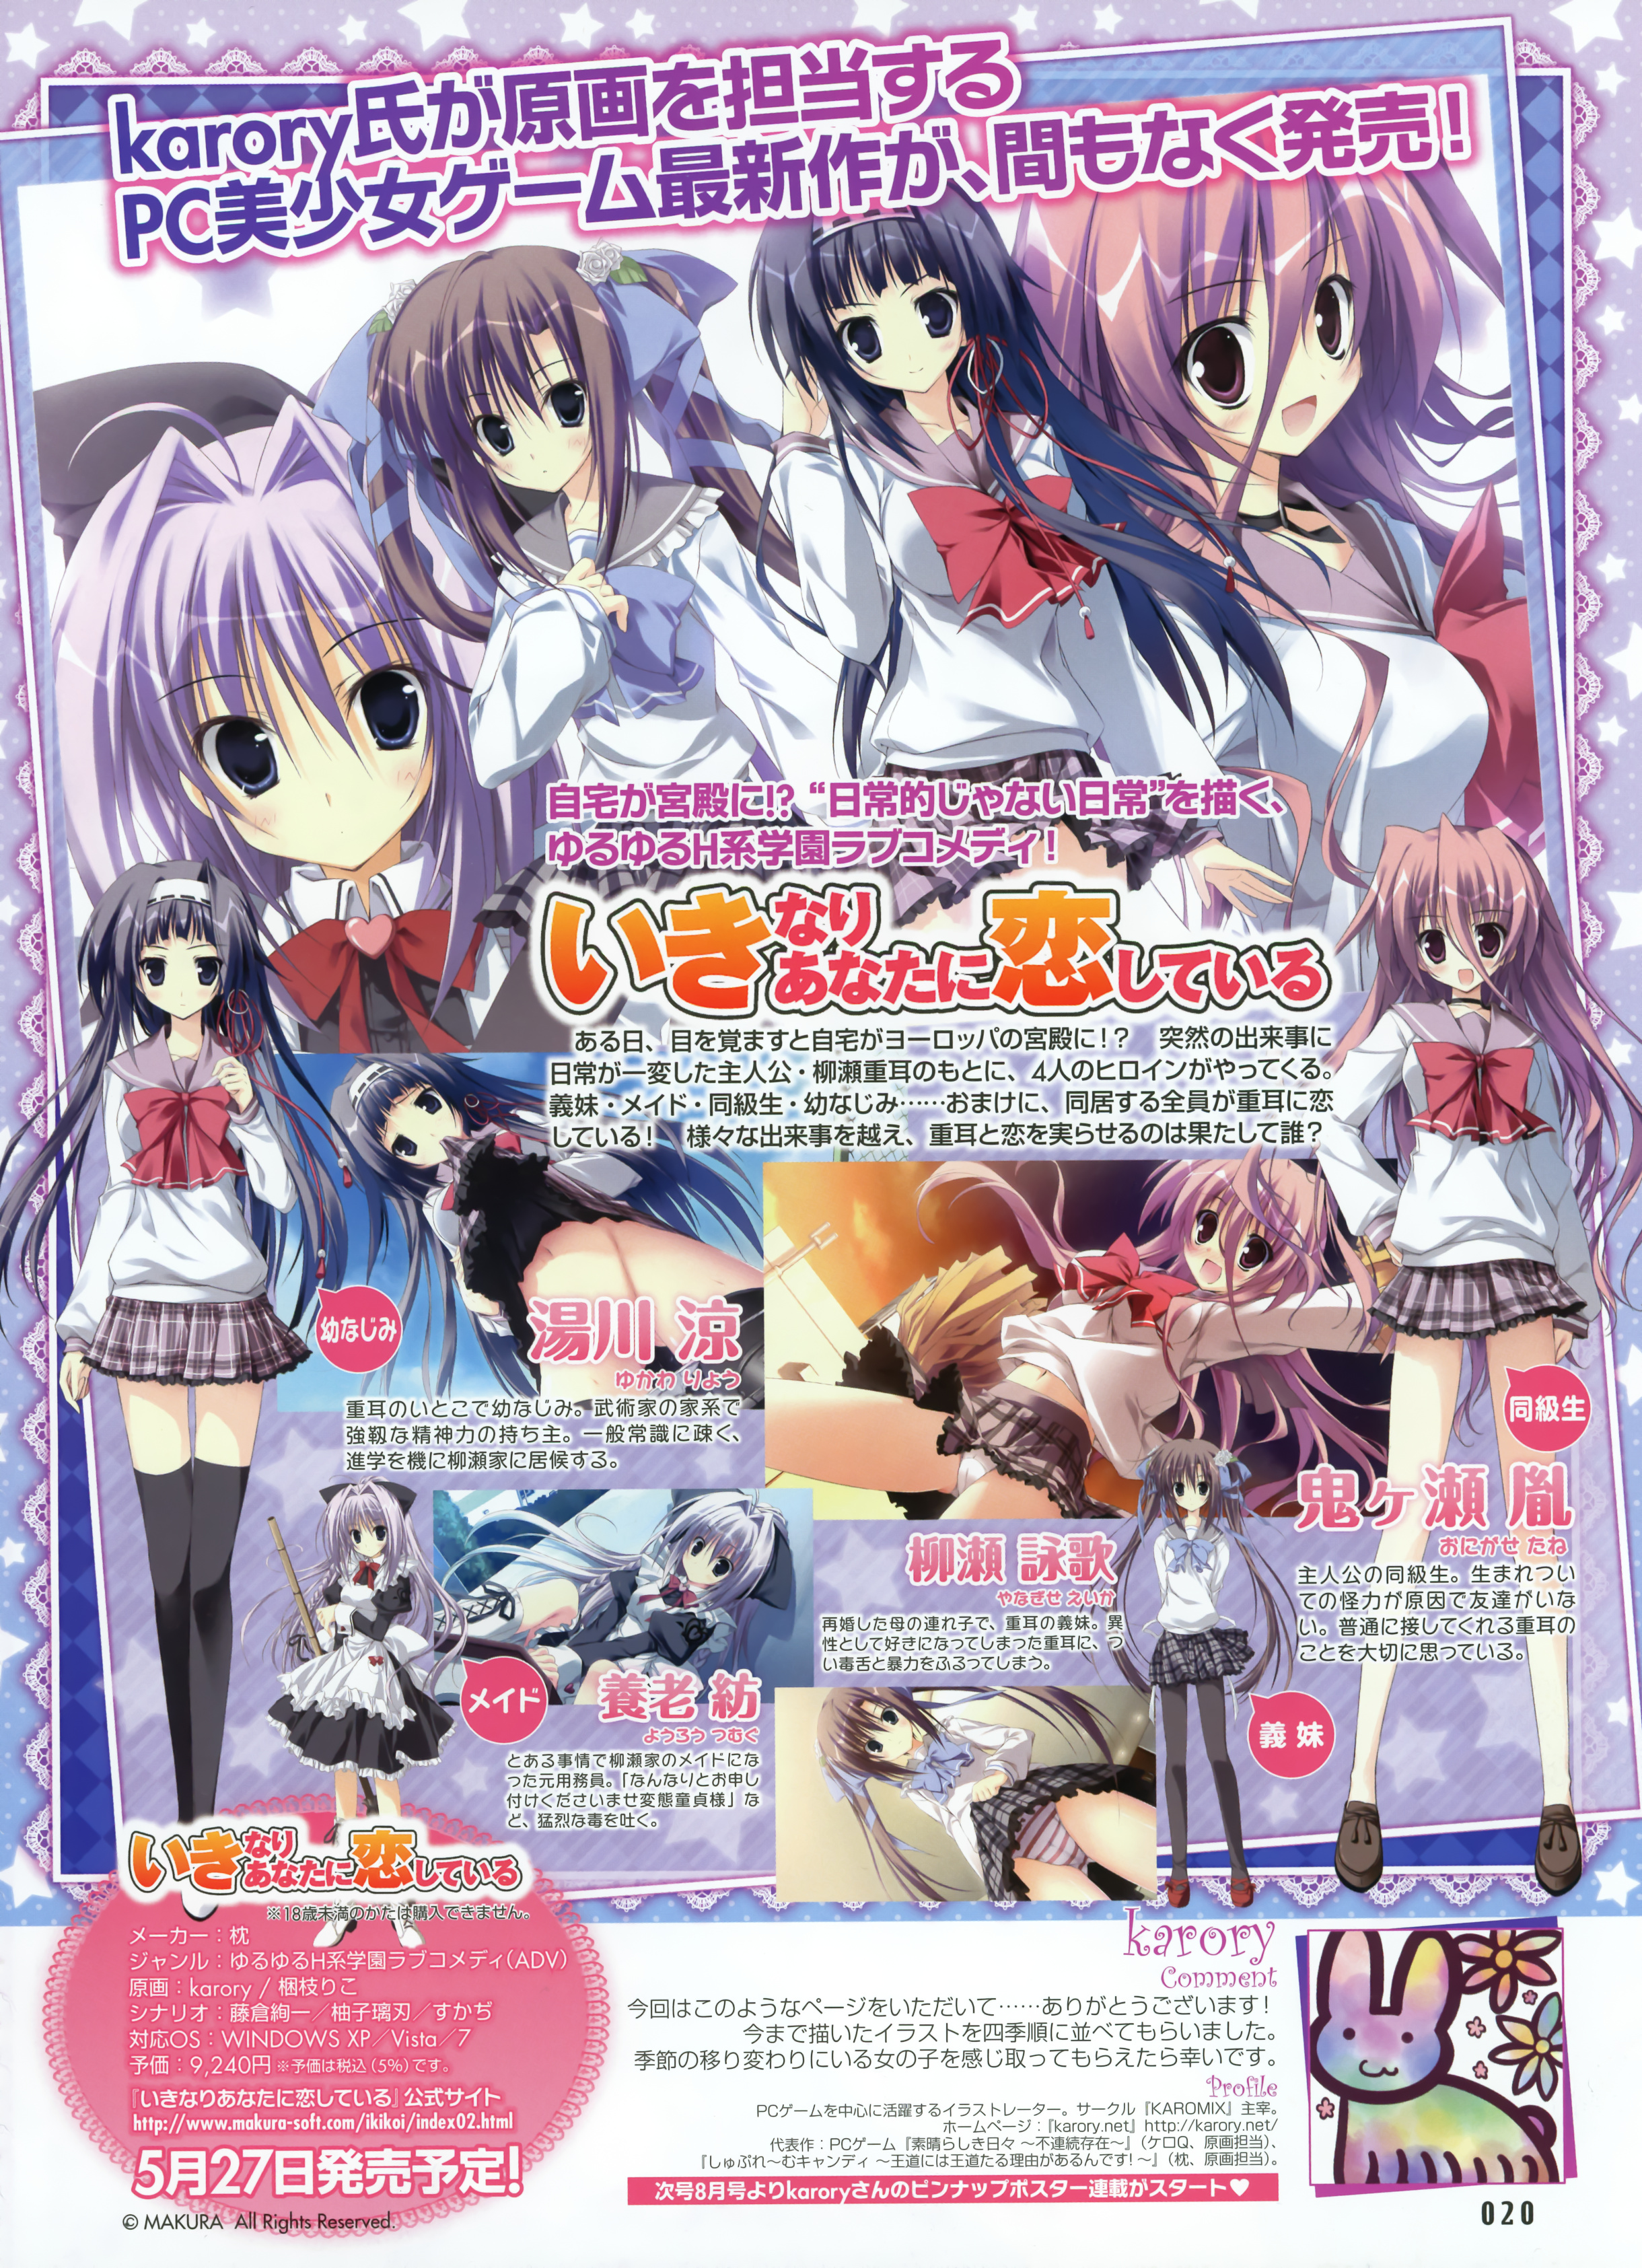 karory氏が原画を担当する
PC美少女ゲーム最新作が、間もなく発売！
自宅が宮殿に!? “日常的じゃない日常”を描く、
ゆるゆるH系学園ラブコメディ！
いきなりあなたに恋している
ある日、目を覚ますと自宅がヨーロッパの宮殿に!?　突然の出来事に
日常が一変した主人公・柳瀬重耳のもとに、4人のヒロインがやってくる。
義妹・メイド・同級生・幼なじみ……おまけに、同居する全員が重耳に恋
している！　様々な出来事を越え、重耳と恋を実らせるのは果たして誰？
幼なじみ
湯川 涼
ゆかわ りょう
重耳のいとこで幼なじみ。武術家の家系で
強靱な精神力の持ち主。一般常識に疎く、
進学を機に柳瀬家に居候する。
同級生
鬼ヶ瀬 胤
おにがせ たね
主人公の同級生。生まれつい
ての怪力が原因で友達がいな
い。普通に接してくれる重耳の
ことを大切に思っている。
柳瀬 詠歌
やなぎせ えいか
再婚した母の連れ子で、重耳の義妹。異
性として好きになってしまった重耳に、つ
い毒舌と暴力をふるってしまう。
義妹
メイド
養老 紡
ようろう つむぐ
とある事情で柳瀬家のメイドにな
った元用務員。「なんなりとお申し
付けくださいませ変態童貞様」な
ど、猛烈な毒を吐く。
いきなりあなたに恋している
※18歳未満のかたは購入できません。
メーカー：枕
ジャンル：ゆるゆるH系学園ラブコメディ(ADV)
原画：karory / 梱枝りこ
シナリオ：藤倉絢一／柚子璃刃／すかぢ
対応OS：WINDOWS XP／Vista／7
予価：9,240円 ※予価は税込（5%）です。
『いきなりあなたに恋している』公式サイト
http://www.makura-soft.com/ikikoi/index02.html
5月27日発売予定！
© MAKURA All Rights Reserved.
karory
Comment
今回はこのようなページをいただいて……ありがとうございます！
今まで描いたイラストを四季順に並べてもらいました。
季節の移り変わりにいる女の子を感じ取ってもらえたら幸いです。
Profile
PCゲームを中心に活躍するイラストレーター。サークル『KAROMIX』主宰。
ホームページ：『karory.net』http://karory.net/
代表作：PCゲーム『素晴らしき日々 〜不連続存在〜』（ケロQ、原画担当）、
『しゅぷれ〜むキャンディ 〜王道には王道たる理由があるんです！〜』（枕、原画担当）。
次号8月号よりkaroryさんのピンナップポスター連載がスタート♥
020